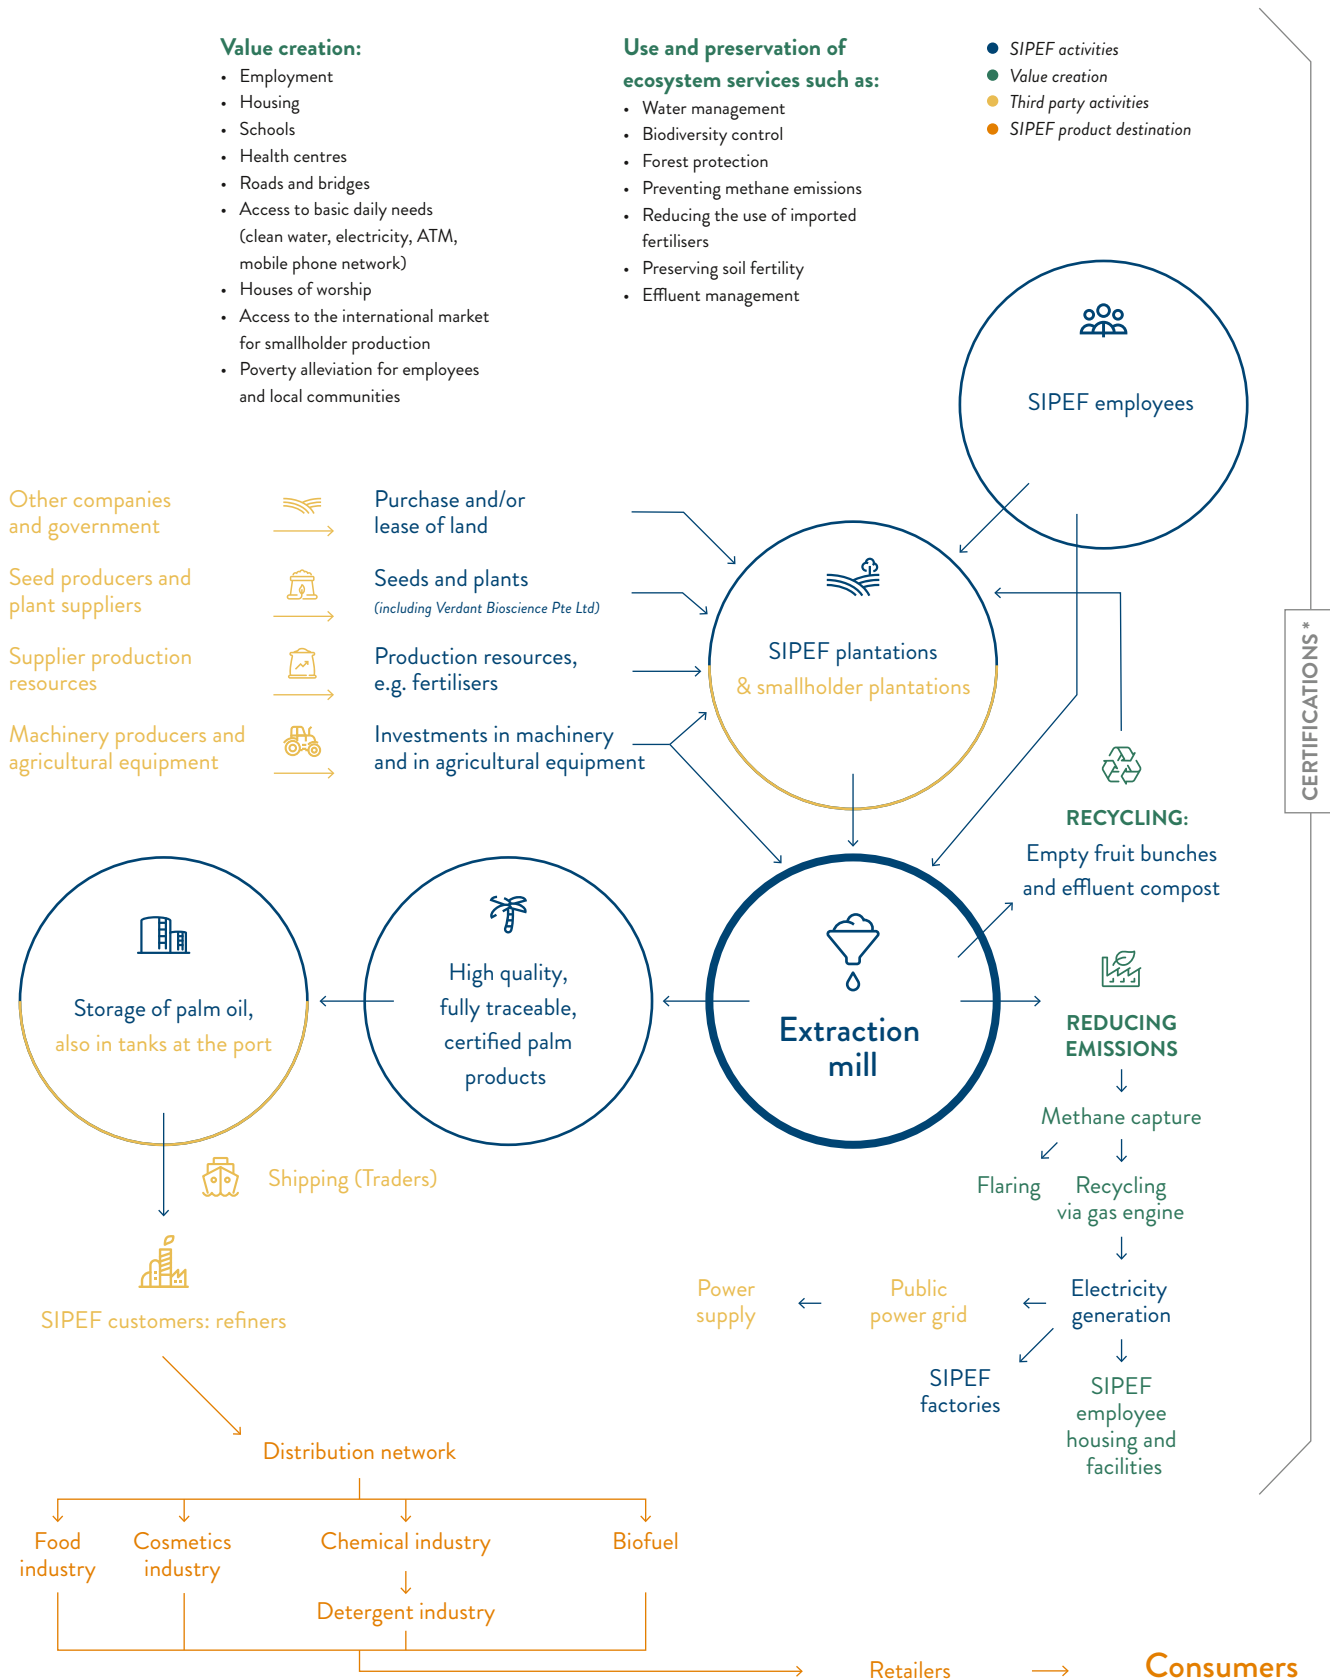 Value creation:
• Employment
• Housing
• Schools
• Health centres
• Roads and bridges
• Access to basic daily needs
(clean water, electricity, ATM,
mobile phone network)
• Houses of worship
• Access to the international market
for smallholder production
• Poverty alleviation for employees
and local communities
Use and preservation of
ecosystem services such as:
• Water management
• Biodiversity control
• Forest protection
• Preventing methane emissions
• Reducing the use of imported
fertilisers
• Preserving soil fertility
• Effluent management
SIPEF activities
Value creation
Third party activities
SIPEF product destination
SIPEF employees
Other companies
and government
Purchase and/or
lease of land
Seed producers and
plant suppliers
Seeds and plants
(including Verdant Bioscience Pte Ltd)
Supplier production
resources
Production resources,
e.g. fertilisers
Machinery producers and
agricultural equipment
Investments in machinery
and in agricultural equipment
SIPEF plantations
& smallholder plantations
CERTIFICATIONS *
RECYCLING:
Empty fruit bunches
and effluent compost
Storage of palm oil,
also in tanks at the port
High quality,
fully traceable,
certified palm
products
Extraction
mill
REDUCING
EMISSIONS
Methane capture
Flaring
Recycling
via gas engine
Shipping (Traders)
Electricity
generation
Public
power grid
Power
supply
SIPEF
factories
SIPEF
employee
housing and
facilities
SIPEF customers: refiners
Distribution network
Food
industry
Cosmetics
industry
Chemical industry
Detergent industry
Biofuel
Retailers
Consumers